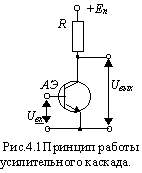 +Eп
R
Uвых
АЭ
Uвх
Рис.4.1Принцип работы
усилительного каскада.